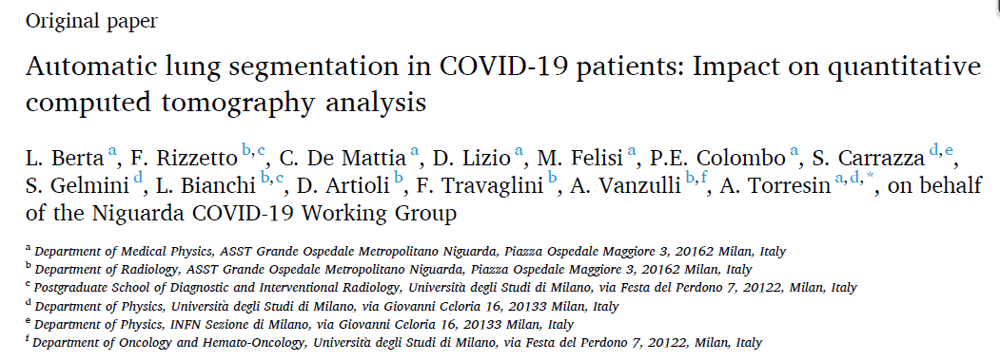 Original paper
Automatic lung segmentation in COVID-19 patients: Impact on quantitative
computed tomography analysis
L. Berta a, F. Rizzetto b,c, C. De Mattia a, D. Lizio a, M. Felisi a, P.E. Colombo a, S. Carrazza d,e,
S. Gelmini d, L. Bianchi b,c, D. Artioli b, F. Travaglini b, A. Vanzulli b,f, A. Torresin a,d,*, on behalf
of the Niguarda COVID-19 Working Group
a Department of Medical Physics, ASST Grande Ospedale Metropolitano Niguarda, Piazza Ospedale Maggiore 3, 20162 Milan, Italy
b Department of Radiology, ASST Grande Ospedale Metropolitano Niguarda, Piazza Ospedale Maggiore 3, 20162 Milan, Italy
c Postgraduate School of Diagnostic and Interventional Radiology, Università degli Studi di Milano, via Festa del Perdono 7, 20122, Milan, Italy
d Department of Physics, Università degli Studi di Milano, via Giovanni Celoria 16, 20133 Milan, Italy
e Department of Physics, INFN Sezione di Milano, via Giovanni Celoria 16, 20133 Milan, Italy
f Department of Oncology and Hemato-Oncology, Università degli Studi di Milano, via Festa del Perdono 7, 20122, Milan, Italy